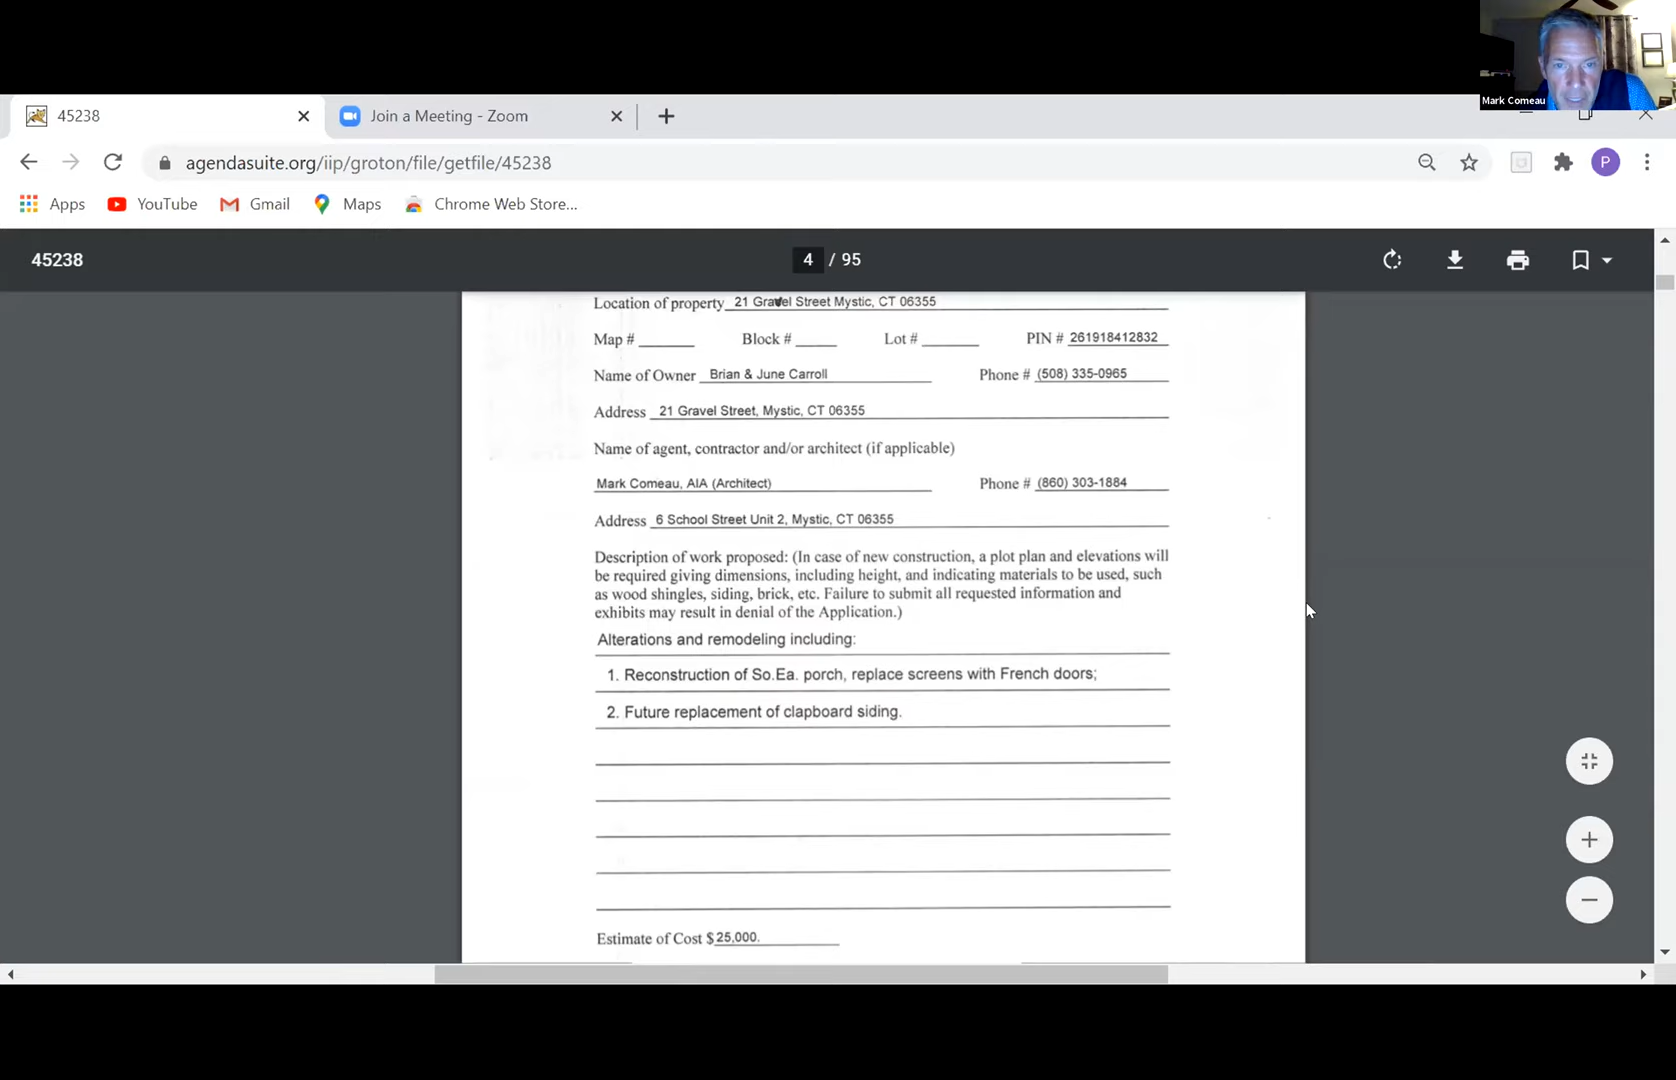 Mark Comeau
45238
Join a Meeting - Zoom
agendasuite.org/iip/groton/file/getfile/45238
P
Apps
YouTube
Gmail
Maps
Chrome Web Store...
45238
4 / 95
Location of property 21 Gravel Street Mystic, CT 06355
Map # Block # Lot # PIN # 261918412832
Name of Owner Brian & June Carroll Phone # (508) 335-0965
Address 21 Gravel Street, Mystic, CT 06355
Name of agent, contractor and/or architect (if applicable)
Mark Comeau, AIA (Architect) Phone # (860) 303-1884
Address 6 School Street Unit 2, Mystic, CT 06355
Description of work proposed: (In case of new construction, a plot plan and elevations will
be required giving dimensions, including height, and indicating materials to be used, such
as wood shingles, siding, brick, etc. Failure to submit all requested information and
exhibits may result in denial of the Application.)
Alterations and remodeling including:
1. Reconstruction of So.Ea. porch, replace screens with French doors;
2. Future replacement of clapboard siding.
Estimate of Cost $ 25,000.